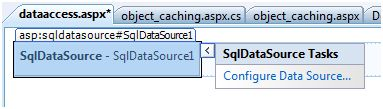 dataaccess.aspx* object_caching.aspx.cs object_caching.aspx
asp:sqldatasource#SqlDataSource1
SqlDataSource - SqlDataSource1
SqlDataSource Tasks
Configure Data Source...